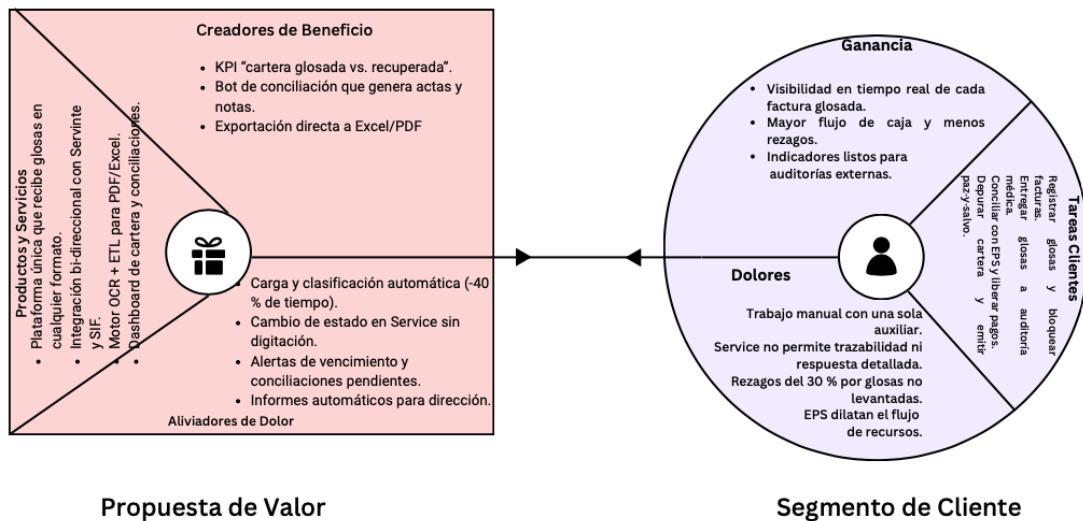 Creadores de Beneficio
• KPI “cartera glosada vs. recuperada”.
• Bot de conciliación que genera actas y
notas.
• Exportación directa a Excel/PDF
Productos y Servicios
• Plataforma única que recibe glosas en
cualquier formato.
• Integración bi-direccional con Servinte
y SIF.
• Motor OCR + ETL para PDF/Excel.
• Dashboard de cartera y conciliaciones.
• Carga y clasificación automática (-40
% de tiempo).
• Cambio de estado en Service sin
digitación.
• Alertas de vencimiento y
conciliaciones pendientes.
• Informes automáticos para dirección.
Aliviadores de Dolor
Ganancia
• Visibilidad en tiempo real de cada
factura glosada.
• Mayor flujo de caja y menos
rezagos.
• Indicadores listos para
auditorías externas.
Tareas Clientes
Registrar glosas y bloquear
facturas.
Entregar glosas a auditoría
médica.
Conciliar con EPS y liberar pagos.
Depurar cartera y emitir
paz-y-salvo.
Dolores
Trabajo manual con una sola
auxiliar.
Service no permite trazabilidad ni
respuesta detallada.
Rezagos del 30 % por glosas no
levantadas.
EPS dilatan el flujo
de recursos.
Propuesta de Valor
Segmento de Cliente